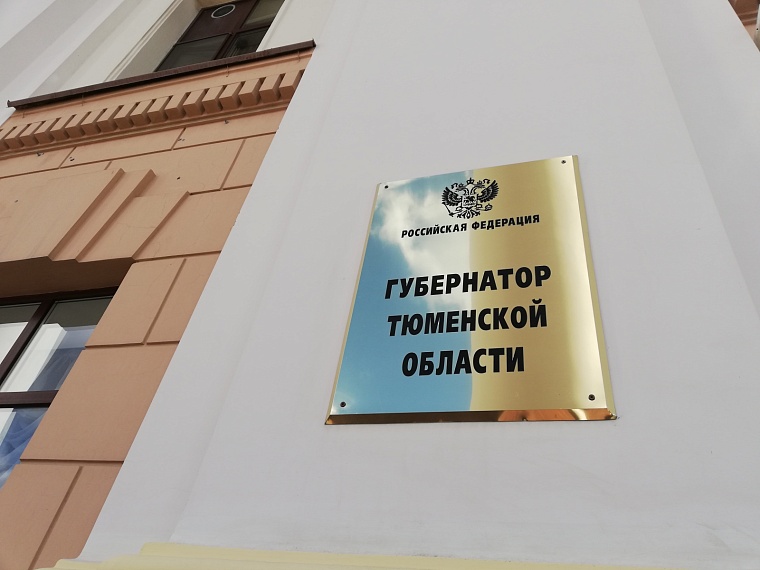 РОССИЙСКАЯ ФЕДЕРАЦИЯ
ГУБЕРНАТОР
ТЮМЕНСКОЙ
ОБЛАСТИ